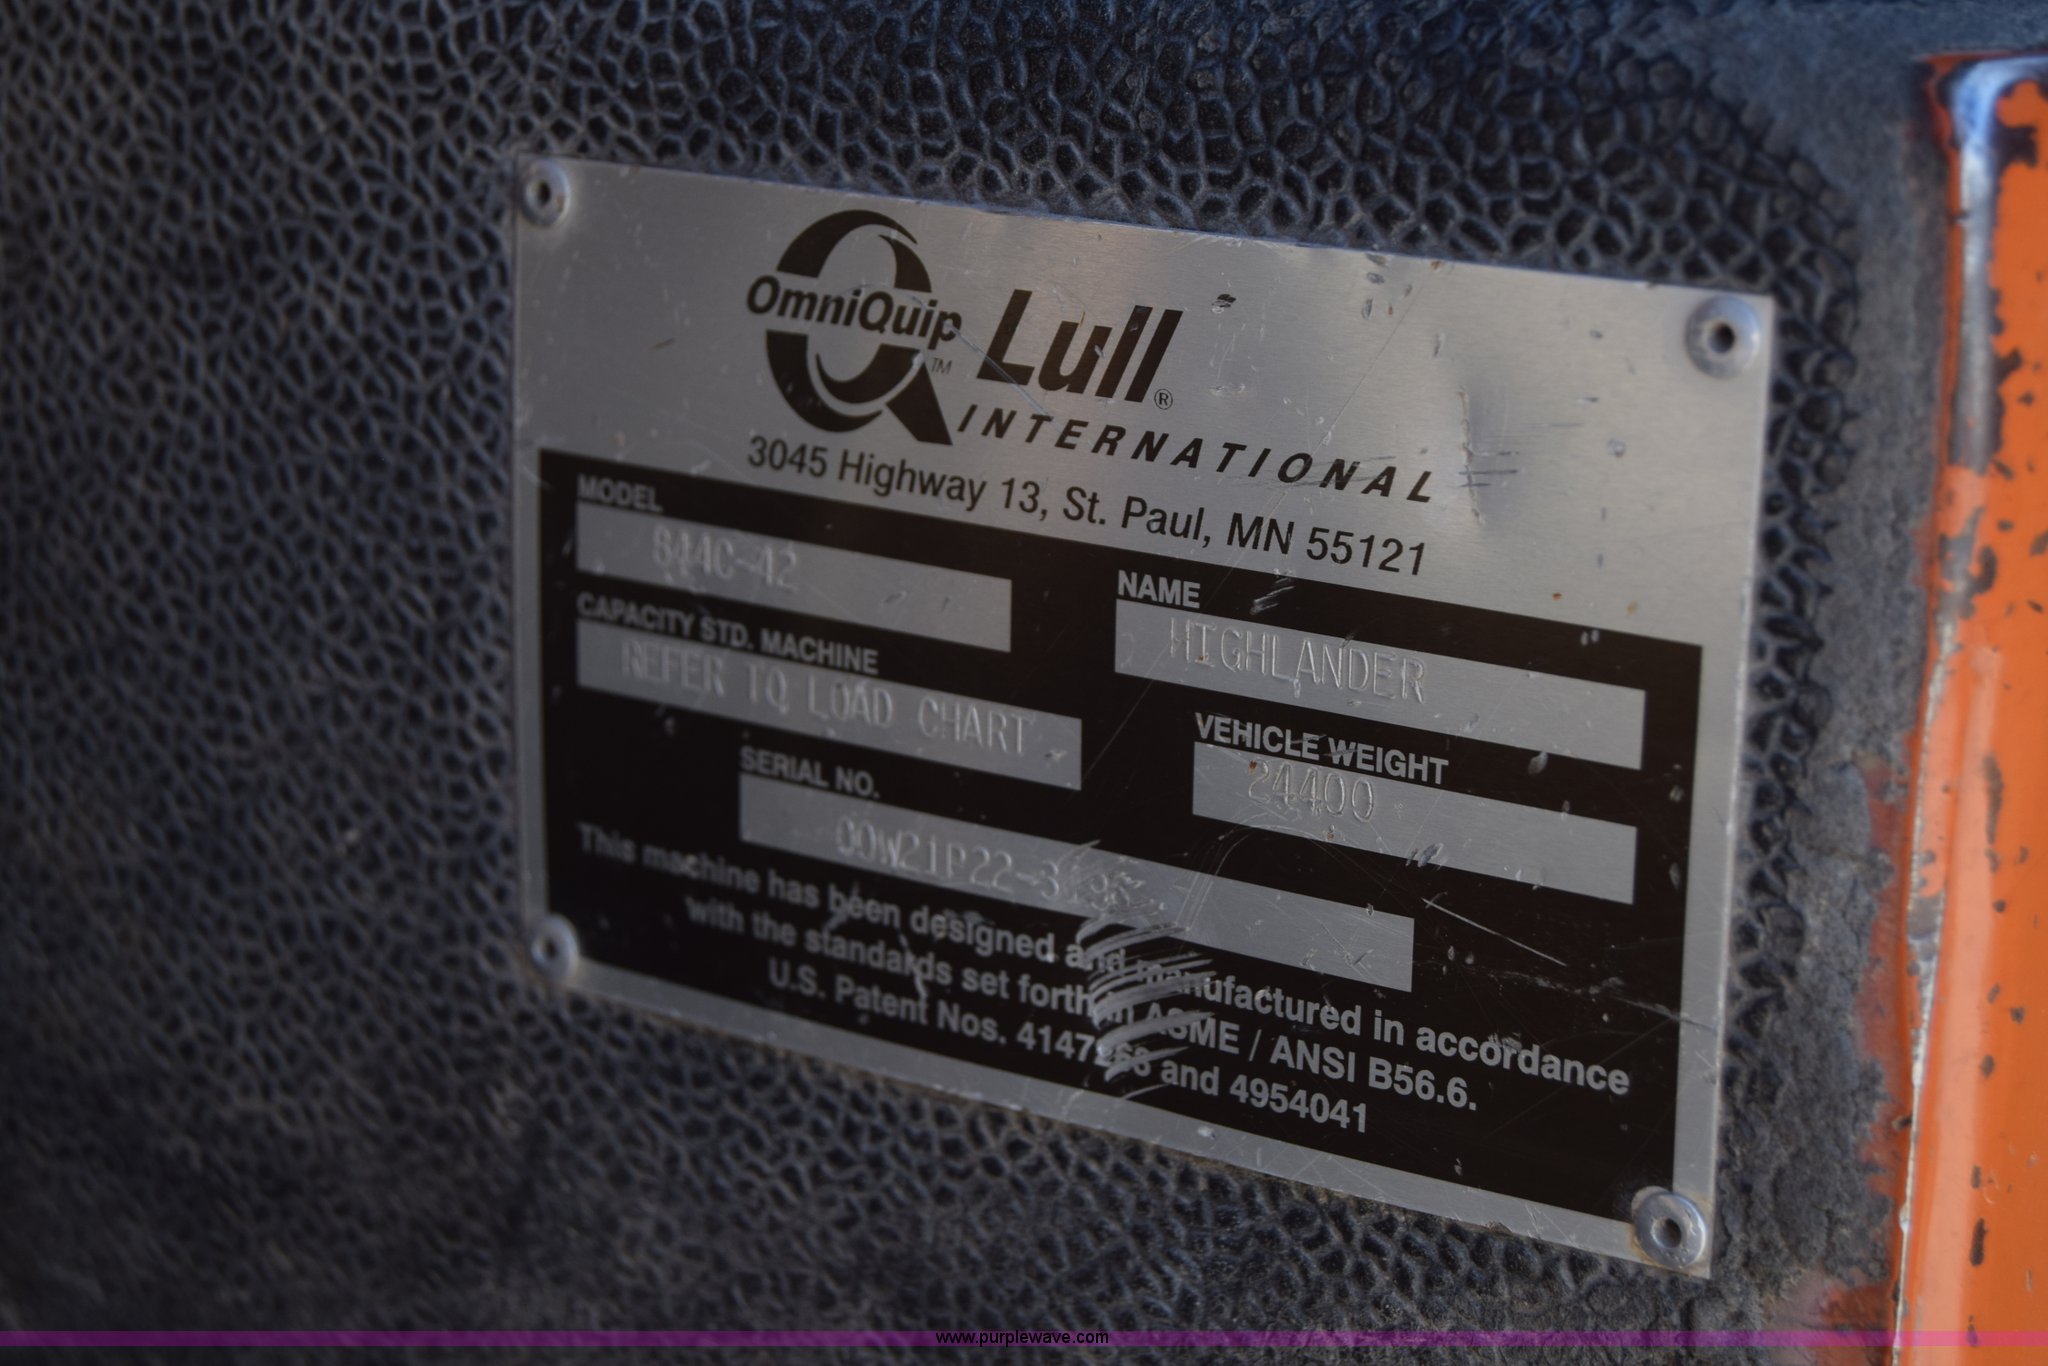 OmniQuip
TM
Lull®
INTERNATIONAL
3045 Highway 13, St. Paul, MN 55121
MODEL
844C-42
NAME
HIGHLANDER
CAPACITY STD. MACHINE
REFER TO LOAD CHART
VEHICLE WEIGHT
24400
SERIAL NO.
This machine has been designed and manufactured in accordance
with the standards set forth in ASME / ANSI B56.6.
U.S. Patent Nos. and 4954041
www.purplewave.com